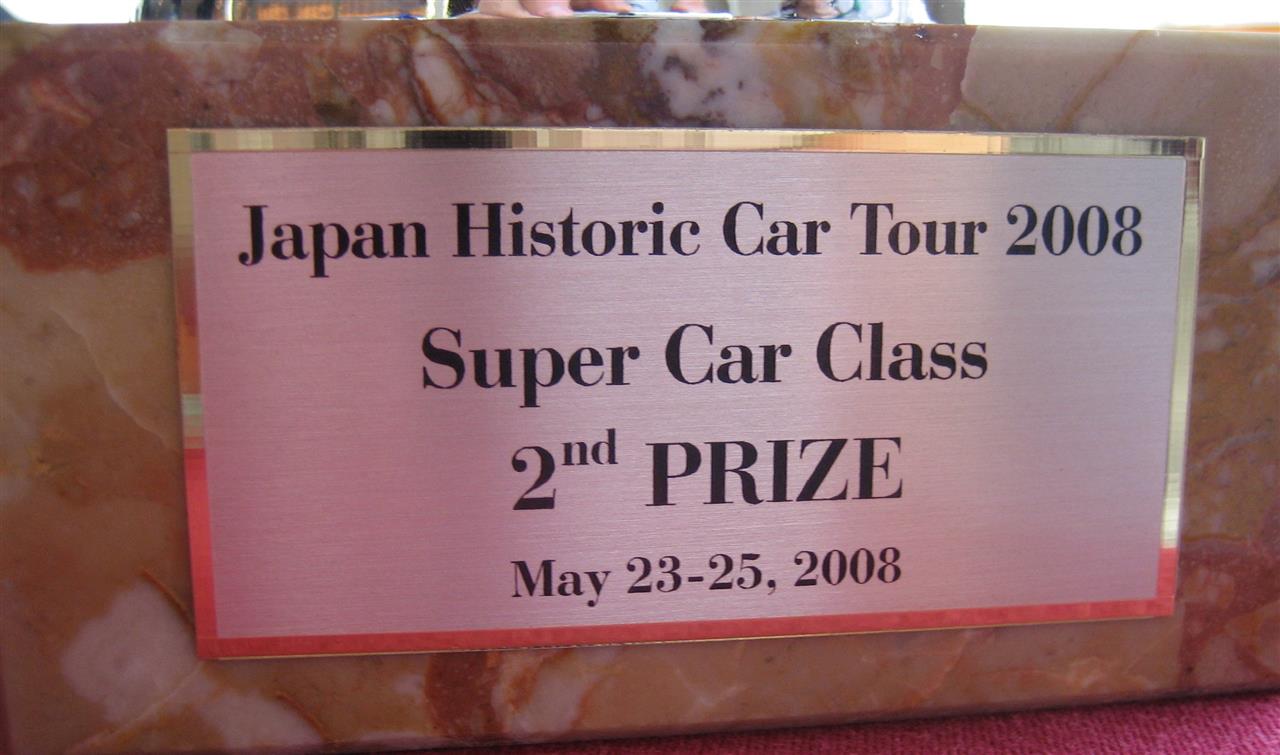 Japan Historic Car Tour 2008
Super Car Class
2nd PRIZE
May 23-25, 2008